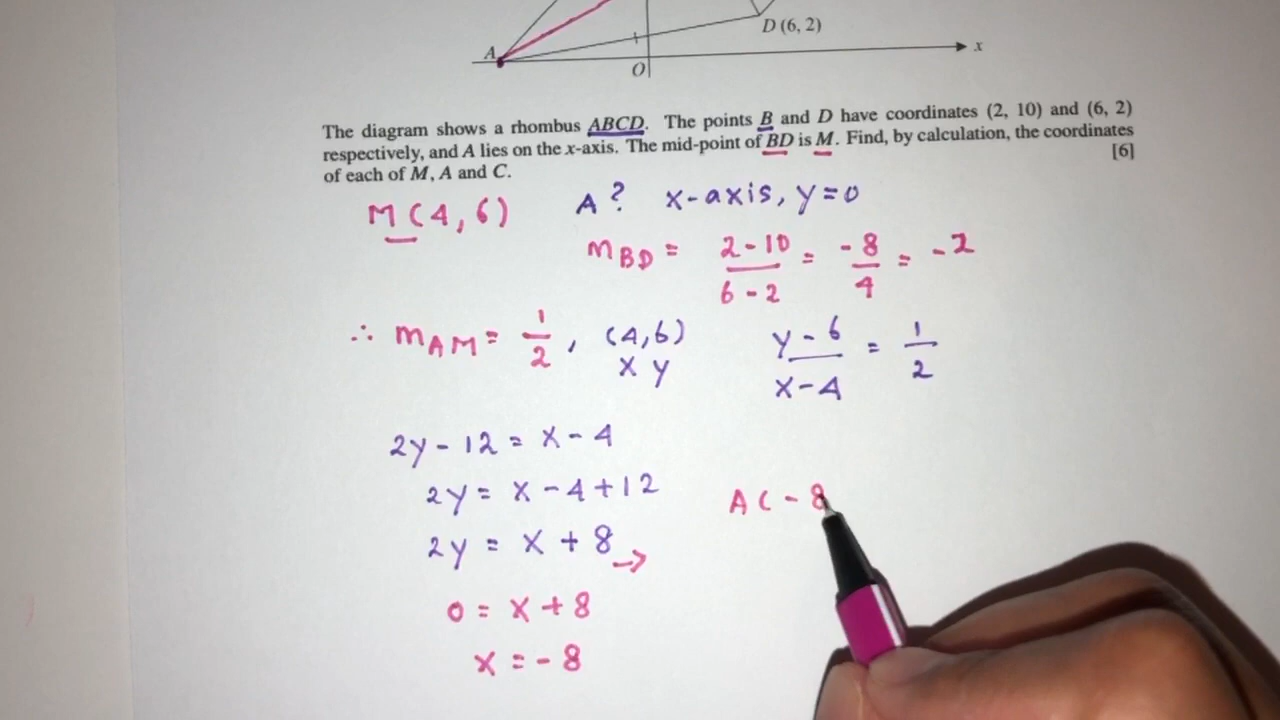 D (6, 2)
A
x
O
The diagram shows a rhombus ABCD. The points B and D have coordinates (2, 10) and (6, 2)
respectively, and A lies on the x-axis. The mid-point of BD is M. Find, by calculation, the coordinates
of each of M, A and C. [6]
M (4, 6) A ? x-axis, y=0
m BD = 2-10 / 6-2 = -8 / 4 = -2
∴ m AM = 1/2 , (4,6) y-6 / x-4 = 1/2
x y
2y - 12 = x - 4
2y = x - 4 + 12 A ( - 8
2y = x + 8 →
0 = x + 8
x = - 8